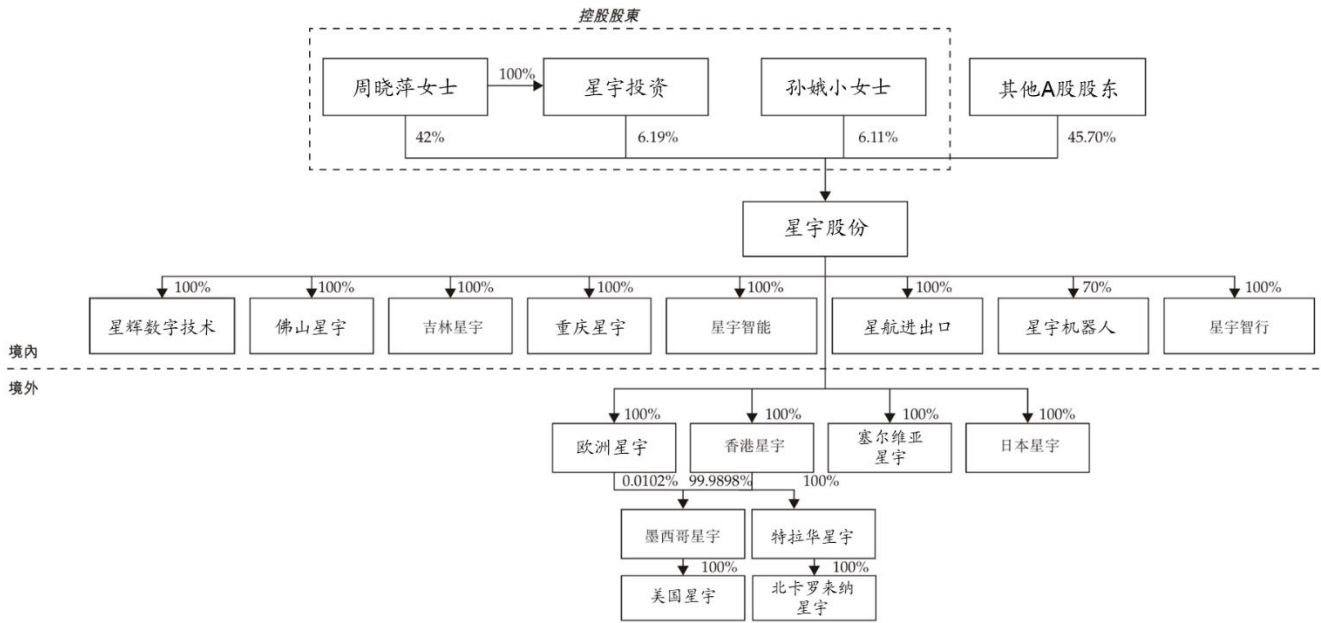 控股股東
周晓萍女士
100%
星宇投资
孙娥小女士
其他A股股东
42%
6.19%
6.11%
45.70%
星宇股份
100%
100%
100%
100%
100%
100%
70%
100%
星辉数字技术
佛山星宇
吉林星宇
重庆星宇
星宇智能
星航进出口
星宇机器人
星宇智行
境內
境外
100%
100%
100%
100%
欧洲星宇
香港星宇
塞尔维亚
星宇
日本星宇
0.0102%
99.9898%
100%
墨西哥星宇
特拉华星宇
100%
100%
美国星宇
北卡罗来纳
星宇